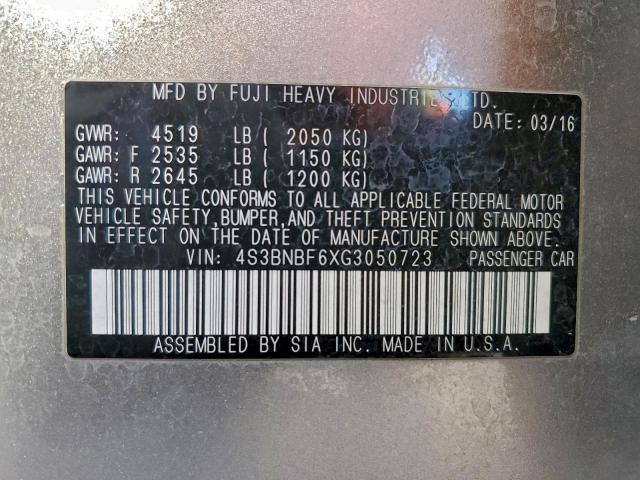 MFD BY FUJI HEAVY INDUSTRIES LTD.
DATE: 03/16
GVWR: 4519 LB ( 2050 KG)
GAWR: F 2535 LB ( 1150 KG)
GAWR: R 2645 LB ( 1200 KG)
THIS VEHICLE CONFORMS TO ALL APPLICABLE FEDERAL MOTOR
VEHICLE SAFETY, BUMPER, AND THEFT PREVENTION STANDARDS
IN EFFECT ON THE DATE OF MANUFACTURE SHOWN ABOVE.
VIN: 4S3BNBF6XG3050723 PASSENGER CAR
ASSEMBLED BY SIA INC. MADE IN U.S.A.